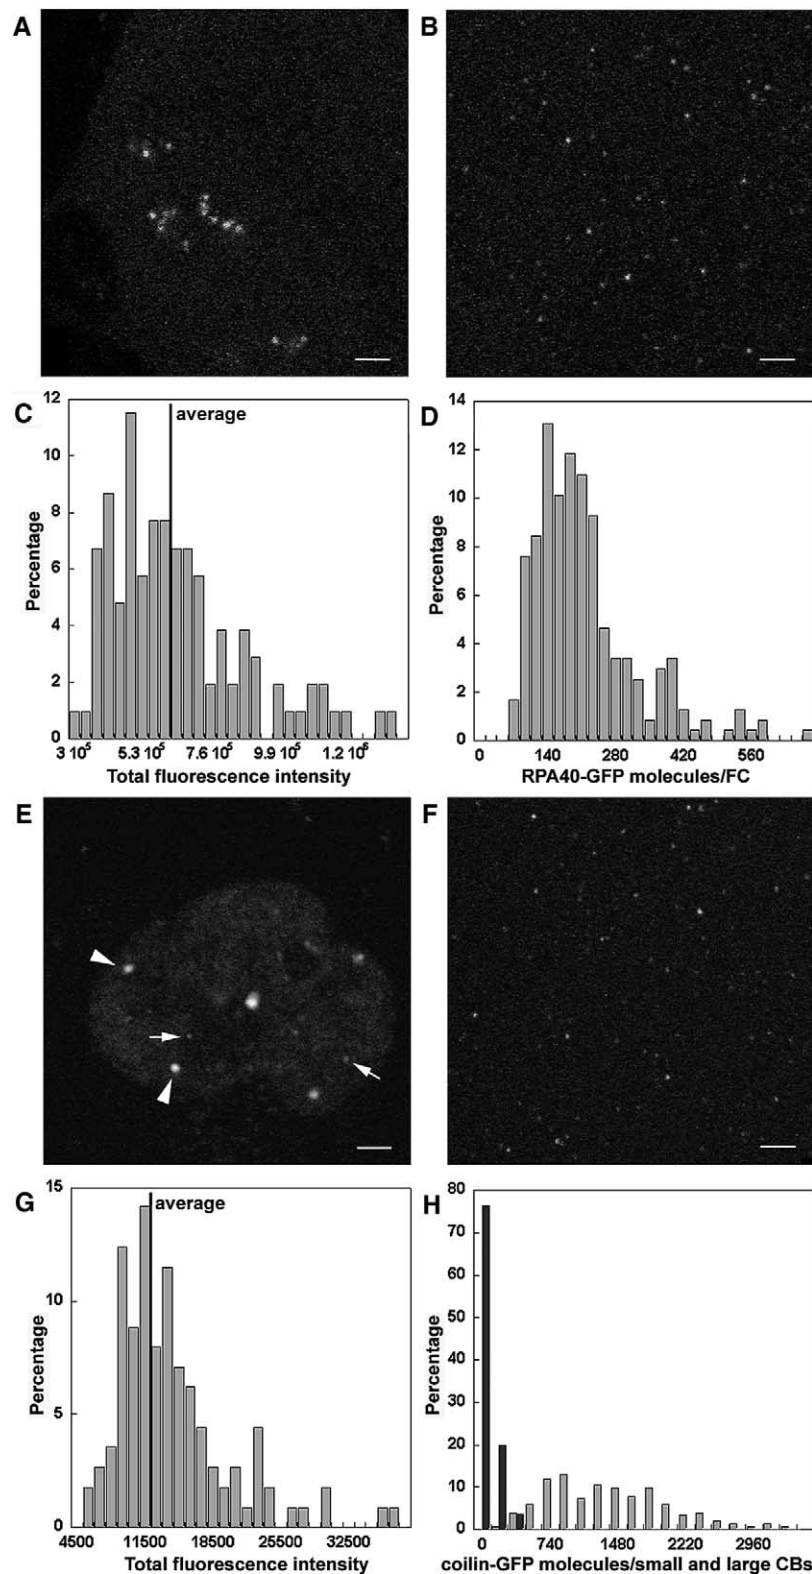 A
B
C
12
10
8
6
4
2
0
Percentage
average
3 10⁵ 5.3 10⁵ 7.6 10⁵ 9.9 10⁵ 1.2 10⁶
Total fluorescence intensity
D
14
12
10
8
6
4
2
0
Percentage
0 140 280 420 560
RPA40-GFP molecules/FC
E
F
G
15
10
5
0
Percentage
average
4500 11500 18500 25500 32500
Total fluorescence intensity
H
80
70
60
50
40
30
20
10
0
Percentage
0 740 1480 2220 2960
coilin-GFP molecules/small and large CBs